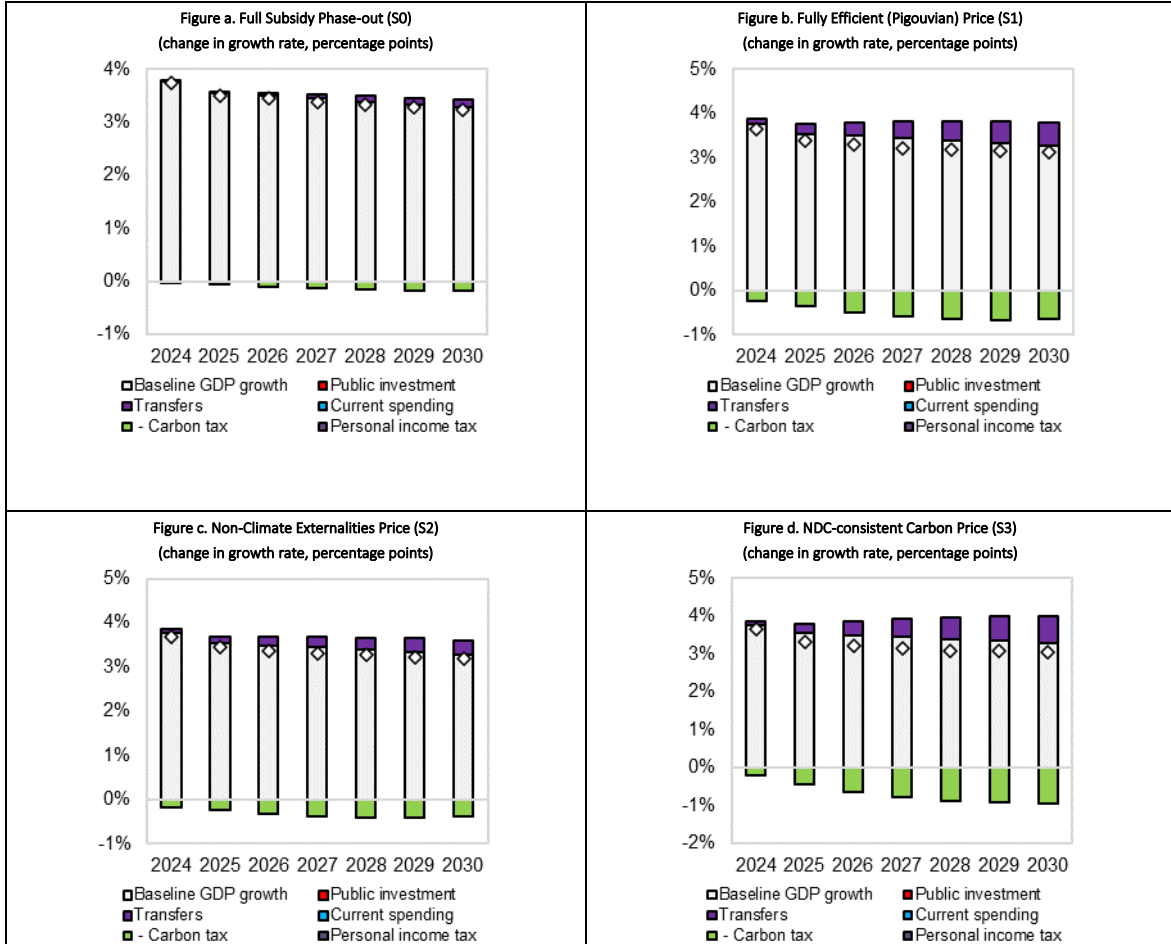 Figure a. Full Subsidy Phase-out (S0)
(change in growth rate, percentage points)
4%
3%
2%
1%
0%
-1%
2024 2025 2026 2027 2028 2029 2030
Baseline GDP growth Public investment
Transfers Current spending
- Carbon tax Personal income tax
Figure b. Fully Efficient (Pigouvian) Price (S1)
(change in growth rate, percentage points)
5%
4%
3%
2%
1%
0%
-1%
2024 2025 2026 2027 2028 2029 2030
Baseline GDP growth Public investment
Transfers Current spending
- Carbon tax Personal income tax
Figure c. Non-Climate Externalities Price (S2)
(change in growth rate, percentage points)
5%
4%
3%
2%
1%
0%
-1%
2024 2025 2026 2027 2028 2029 2030
Baseline GDP growth Public investment
Transfers Current spending
- Carbon tax Personal income tax
Figure d. NDC-consistent Carbon Price (S3)
(change in growth rate, percentage points)
5%
4%
3%
2%
1%
0%
-1%
-2%
2024 2025 2026 2027 2028 2029 2030
Baseline GDP growth Public investment
Transfers Current spending
- Carbon tax Personal income tax